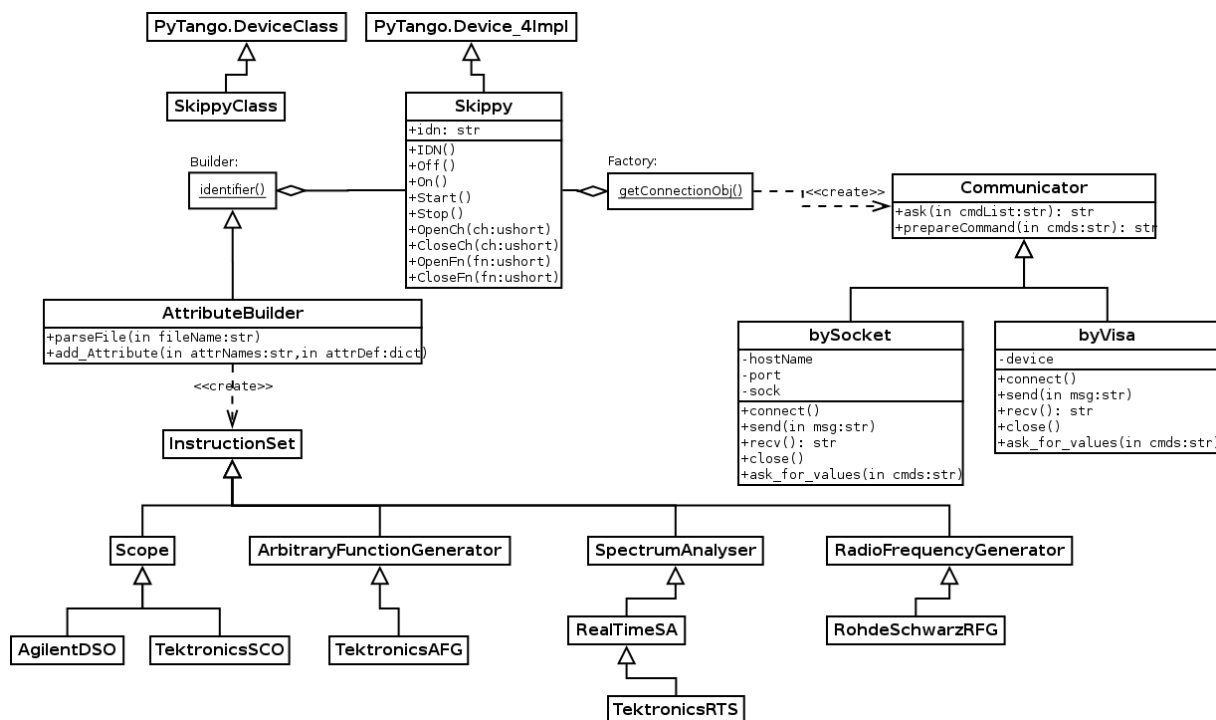 PyTango.DeviceClass
PyTango.Device_4Impl
SkippyClass
Skippy
+idn: str
+IDN()
+Off()
+On()
+Start()
+Stop()
+OpenCh(ch:ushort)
+CloseCh(ch:ushort)
+OpenFn(fn:ushort)
+CloseFn(fn:ushort)
Builder:
identifier()
Factory:
getConnectionObj()
<<create>>
Communicator
+ask(in cmdList:str): str
+prepareCommand(in cmds:str): str
AttributeBuilder
+parseFile(in fileName:str)
+add_Attribute(in attrNames:str,in attrDef:dict)
<<create>>
bySocket
-hostName
-port
-sock
+connect()
+send(in msg:str)
+recv(): str
+close()
+ask_for_values(in cmds:str)
byVisa
-device
+connect()
+send(in msg:str)
+recv(): str
+close()
+ask_for_values(in cmds:str)
InstructionSet
Scope
ArbitraryFunctionGenerator
SpectrumAnalyser
RadioFrequencyGenerator
AgilentDSO
TektronicsSCO
TektronicsAFG
RealTimeSA
RohdeSchwarzRFG
TektronicsRTS